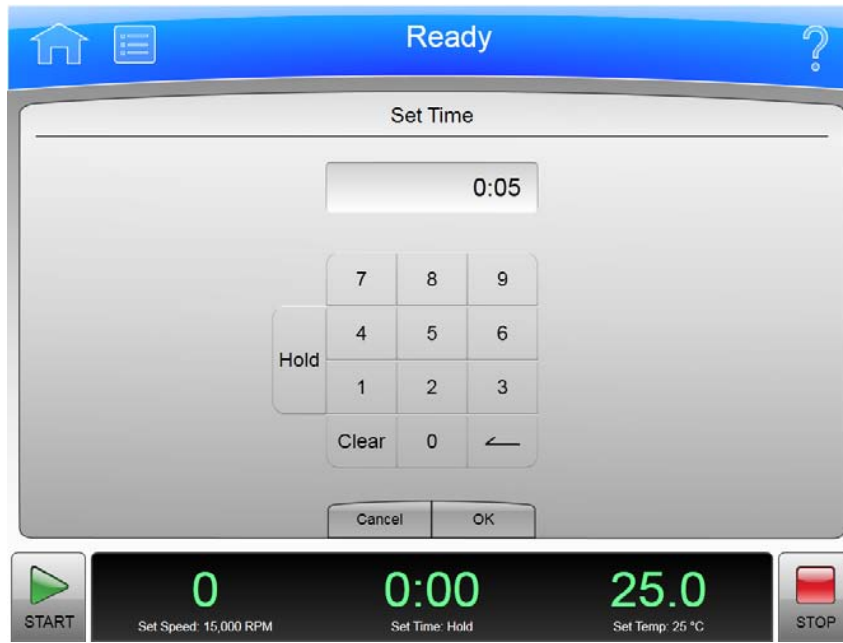 Ready
Set Time
0:05
7 8 9
4 5 6
Hold
1 2 3
Clear 0
Cancel OK
START
0 0:00 25.0
Set Speed: 15,000 RPM Set Time: Hold Set Temp: 25 °C
STOP